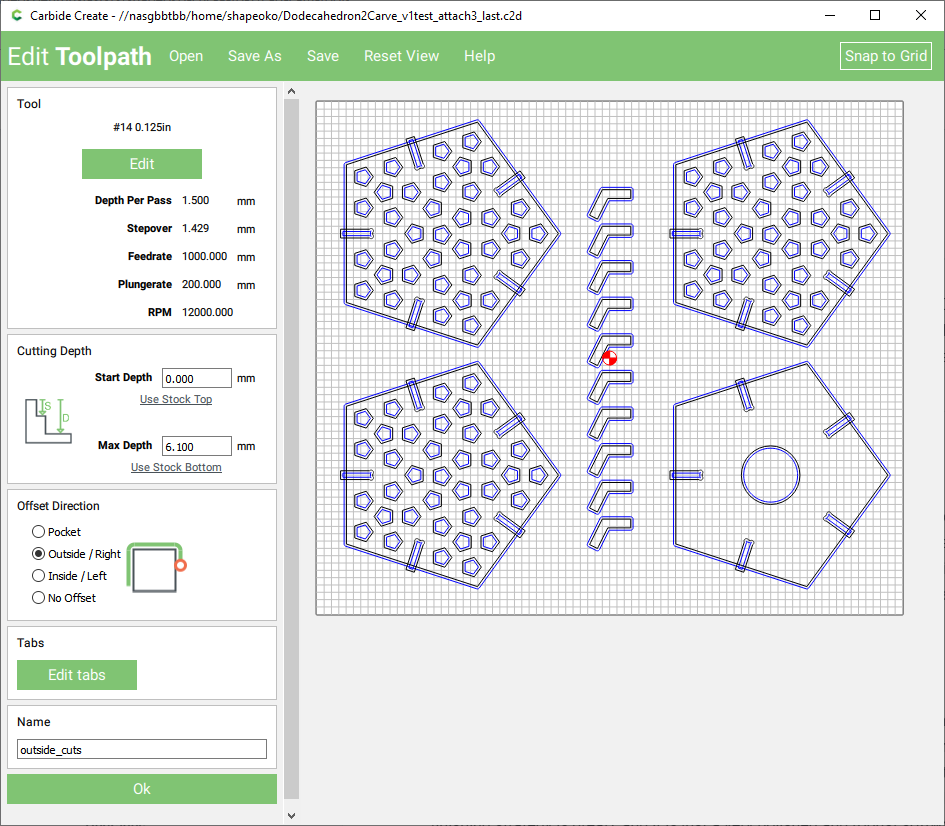 Carbide Create - //nasgbbtbb/home/shapeoko/Dodecahedron2Carve_v1test_attach3_last.c2d
Edit Toolpath Open Save As Save Reset View Help Snap to Grid
Tool
#14 0.125in
Edit
Depth Per Pass 1.500 mm
Stepover 1.429 mm
Feedrate 1000.000 mm
Plungerate 200.000 mm
RPM 12000.000
Cutting Depth
Start Depth 0.000 mm
Use Stock Top
S
D
Max Depth 6.100 mm
Use Stock Bottom
Offset Direction
Pocket
Outside / Right
Inside / Left
No Offset
Tabs
Edit tabs
Name
outside_cuts
Ok